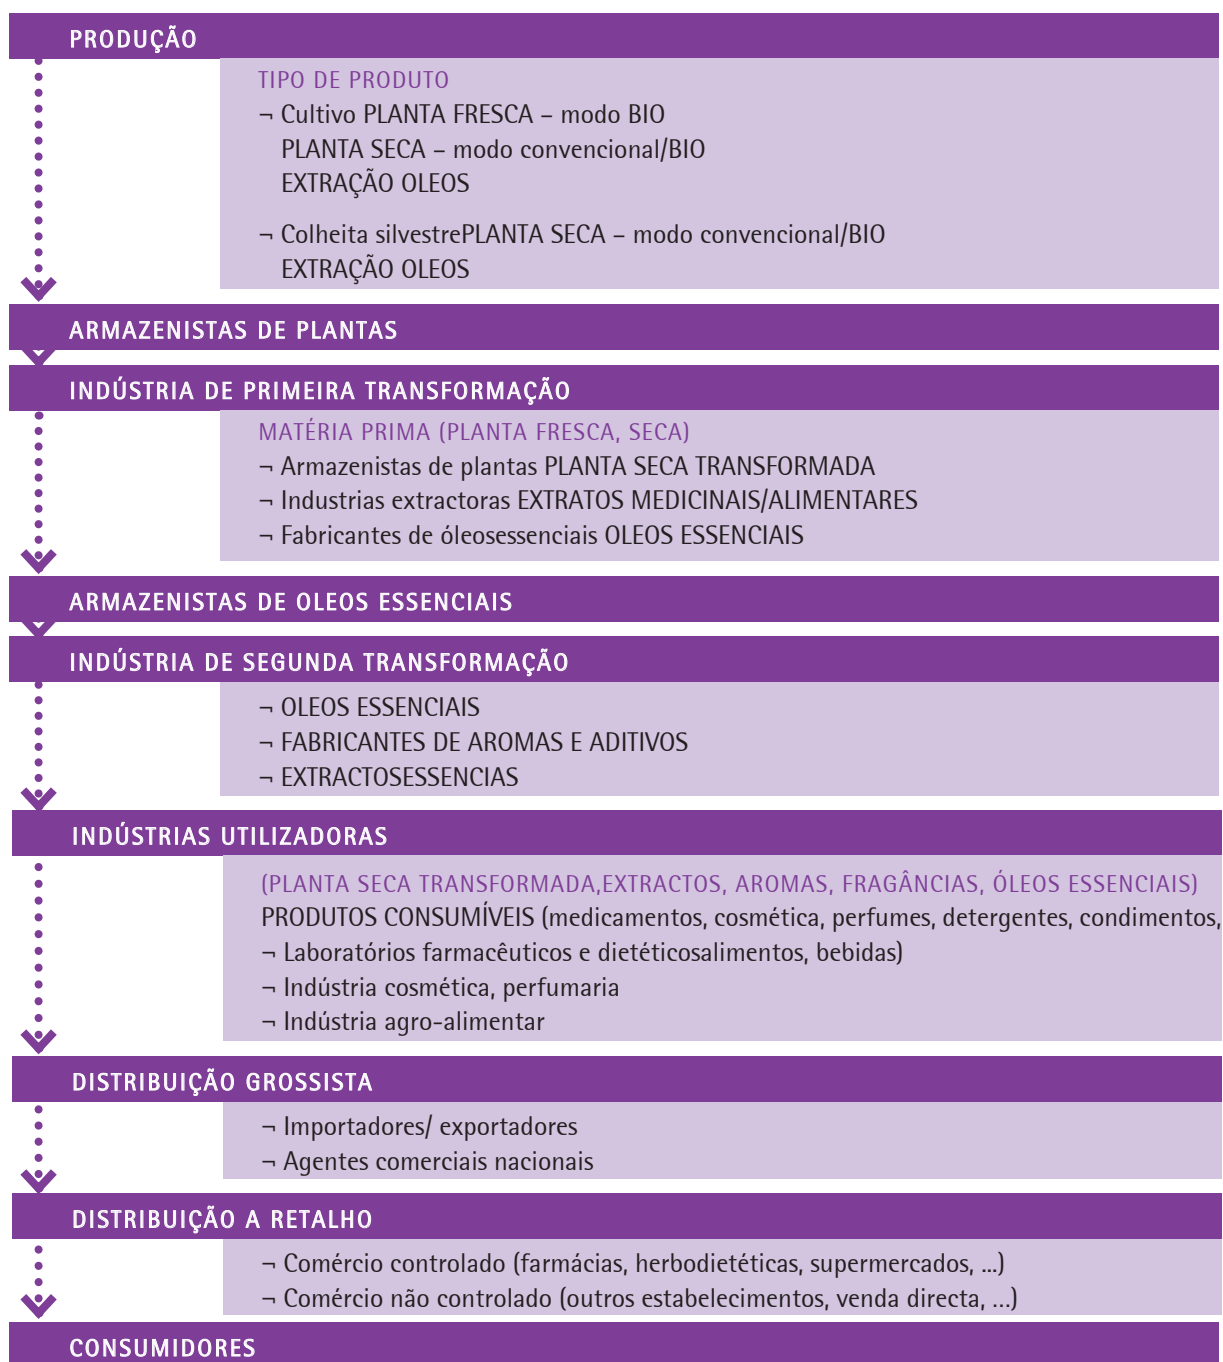 PRODUÇÃO
TIPO DE PRODUTO
¬ Cultivo PLANTA FRESCA – modo BIO
PLANTA SECA – modo convencional/BIO
EXTRAÇÃO OLEOS
¬ Colheita silvestrePLANTA SECA – modo convencional/BIO
EXTRAÇÃO OLEOS
ARMAZENISTAS DE PLANTAS
INDÚSTRIA DE PRIMEIRA TRANSFORMAÇÃO
MATÉRIA PRIMA (PLANTA FRESCA, SECA)
¬ Armazenistas de plantas PLANTA SECA TRANSFORMADA
¬ Industrias extractoras EXTRATOS MEDICINAIS/ALIMENTARES
¬ Fabricantes de óleosessenciais OLEOS ESSENCIAIS
ARMAZENISTAS DE OLEOS ESSENCIAIS
INDÚSTRIA DE SEGUNDA TRANSFORMAÇÃO
¬ OLEOS ESSENCIAIS
¬ FABRICANTES DE AROMAS E ADITIVOS
¬ EXTRACTOSESSENCIAS
INDÚSTRIAS UTILIZADORAS
(PLANTA SECA TRANSFORMADA,EXTRACTOS, AROMAS, FRAGÂNCIAS, ÓLEOS ESSENCIAIS)
PRODUTOS CONSUMÍVEIS (medicamentos, cosmética, perfumes, detergentes, condimentos,
¬ Laboratórios farmacêuticos e dietéticosalimentos, bebidas)
¬ Indústria cosmética, perfumaria
¬ Indústria agro-alimentar
DISTRIBUIÇÃO GROSSISTA
¬ Importadores/ exportadores
¬ Agentes comerciais nacionais
DISTRIBUIÇÃO A RETALHO
¬ Comércio controlado (farmácias, herbodietéticas, supermercados, ...)
¬ Comércio não controlado (outros estabelecimentos, venda directa, ...)
CONSUMIDORES